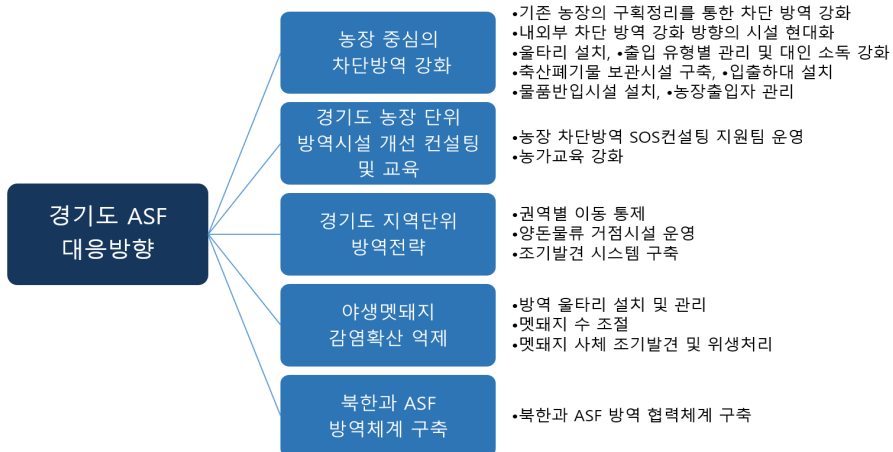 경기도 ASF
대응방향
농장 중심의
차단방역 강화
•기존 농장의 구획정리를 통한 차단 방역 강화
•내외부 차단 방역 강화 방향의 시설 현대화
•울타리 설치, •출입 유형별 관리 및 대인 소독 강화
•축산폐기물 보관시설 구축, •입출하대 설치
•물품반입시설 설치, •농장출입자 관리
경기도 농장 단위
방역시설 개선 컨설팅
및 교육
•농장 차단방역 SOS컨설팅 지원팀 운영
•농가교육 강화
경기도 지역단위
방역전략
•권역별 이동 통제
•양돈물류 거점시설 운영
•조기발견 시스템 구축
야생멧돼지
감염확산 억제
•방역 울타리 설치 및 관리
•멧돼지 수 조절
•멧돼지 사체 조기발견 및 위생처리
북한과 ASF
방역체계 구축
•북한과 ASF 방역 협력체계 구축